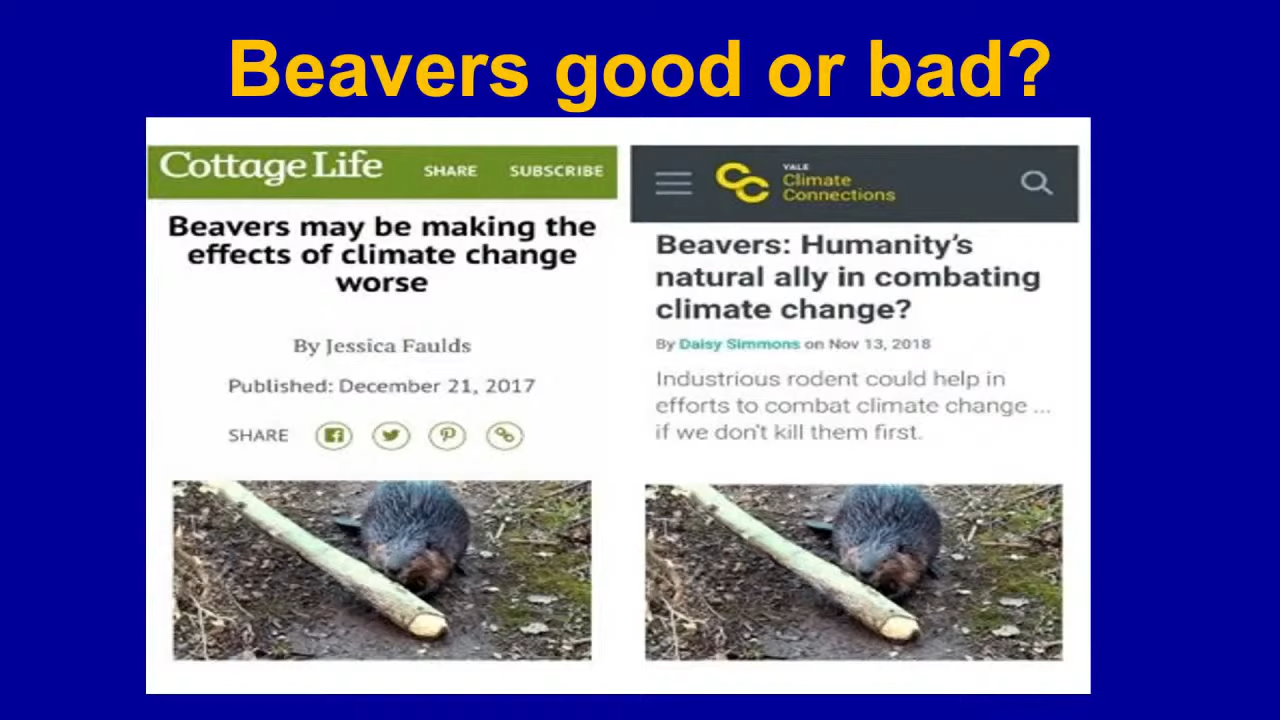 Beavers good or bad?
Cottage Life SHARE SUBSCRIBE
Beavers may be making the
effects of climate change
worse
By Jessica Faulds
Published: December 21, 2017
SHARE
YALE
Climate
Connections
Beavers: Humanity's
natural ally in combating
climate change?
By Daisy Simmons on Nov 13, 2018
Industrious rodent could help in
efforts to combat climate change ...
if we don't kill them first.